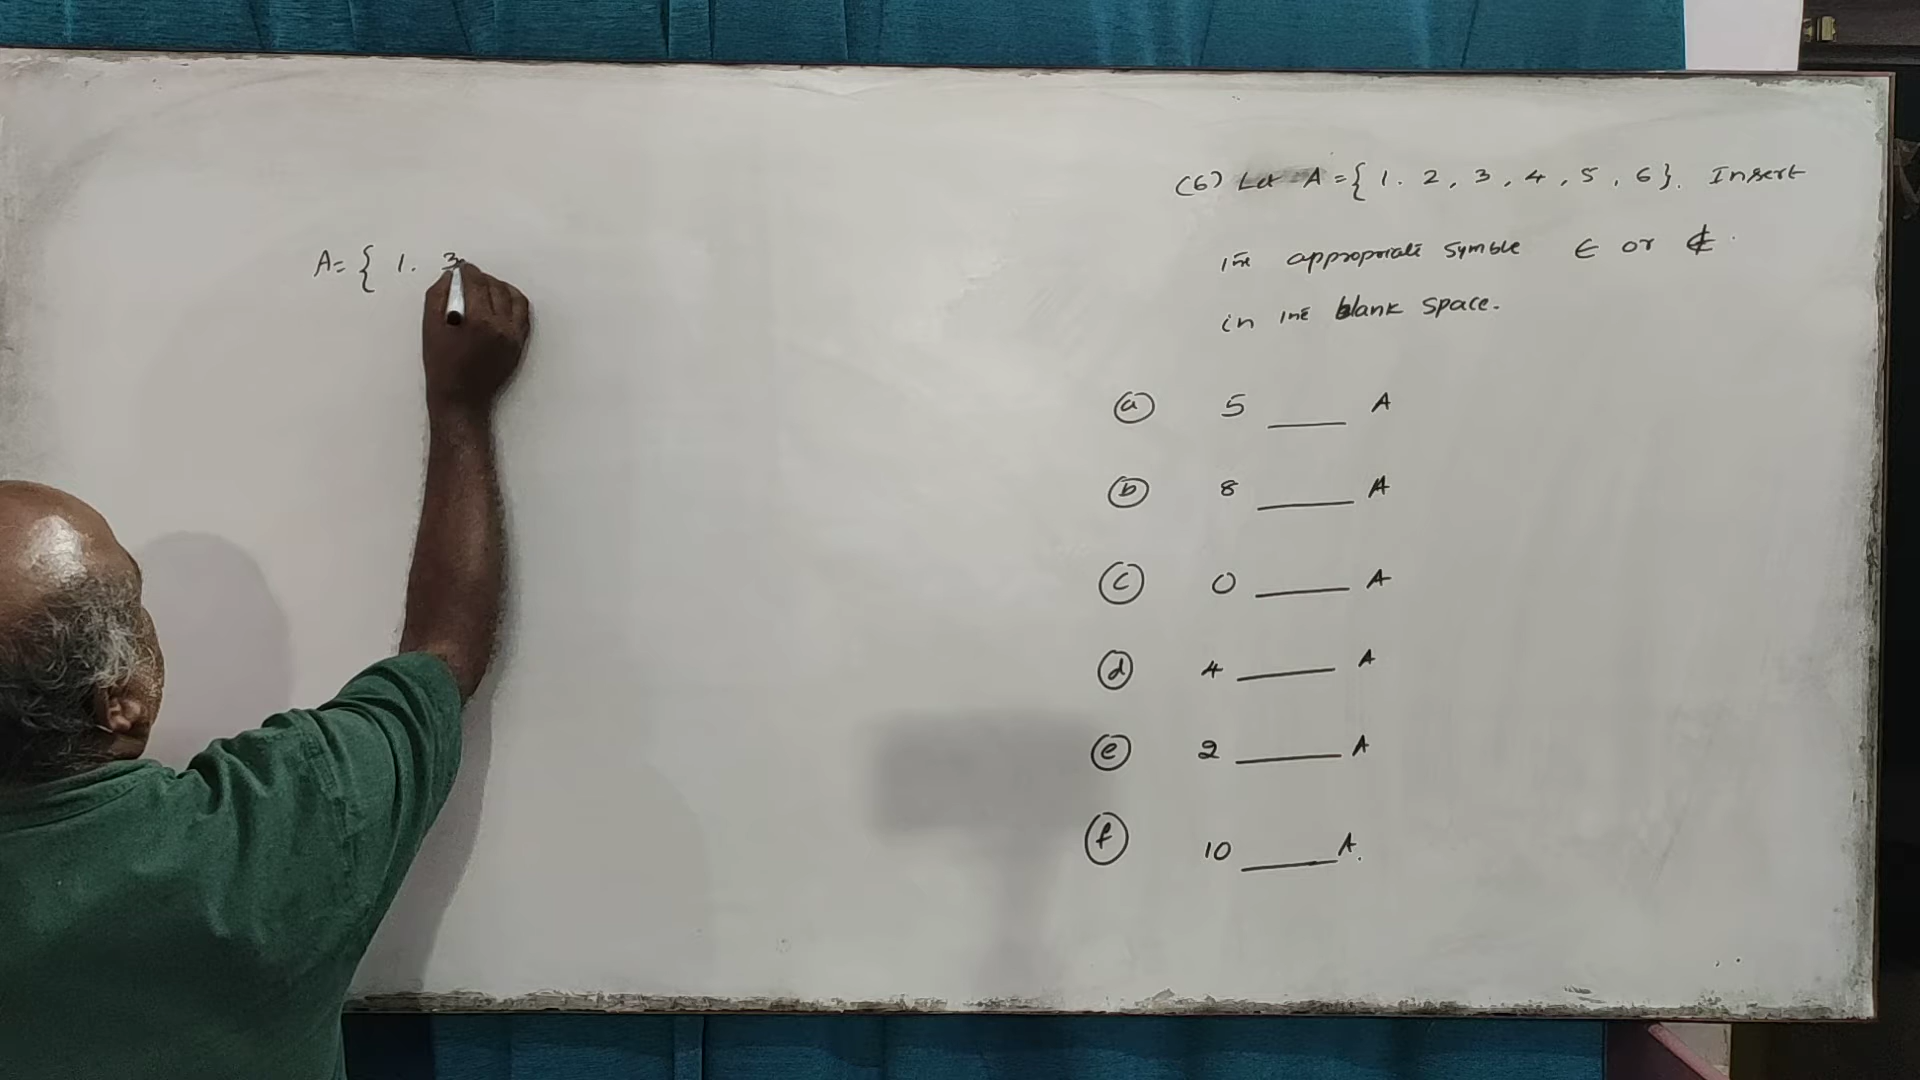 A = { 1. 3
(6) Let A = { 1. 2, 3, 4, 5, 6}. Insert
the appropriate symble ∈ or ∉.
in the blank space.
(a) 5 ____ A
(b) 8 ____ A
(c) 0 ____ A
(d) 4 ____ A
(e) 2 ____ A
(f) 10 ____ A.